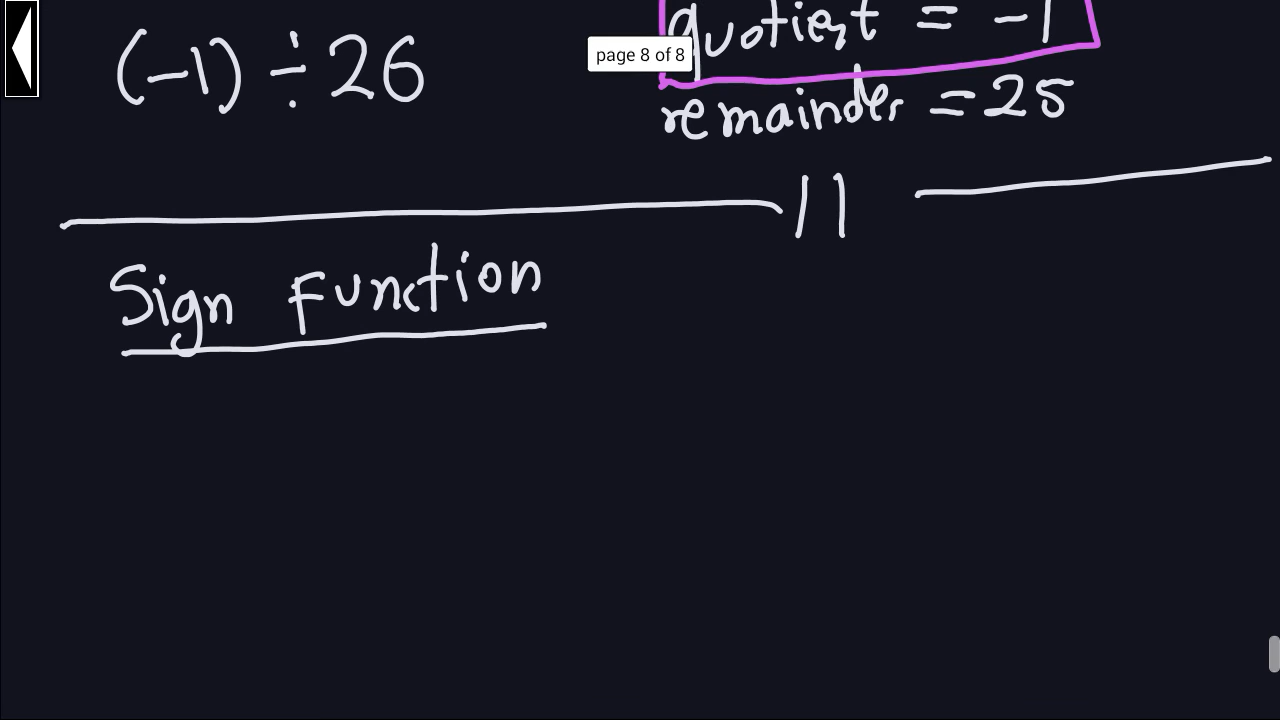 quotient = -1
page 8 of 8
(-1) ÷ 26
remainder = 25
Sign Function